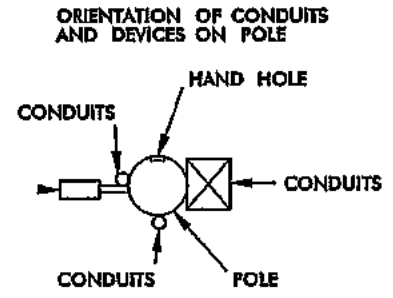 ORIENTATION OF CONDUITS
AND DEVICES ON POLE
HAND HOLE
CONDUITS
CONDUITS
CONDUITS
POLE